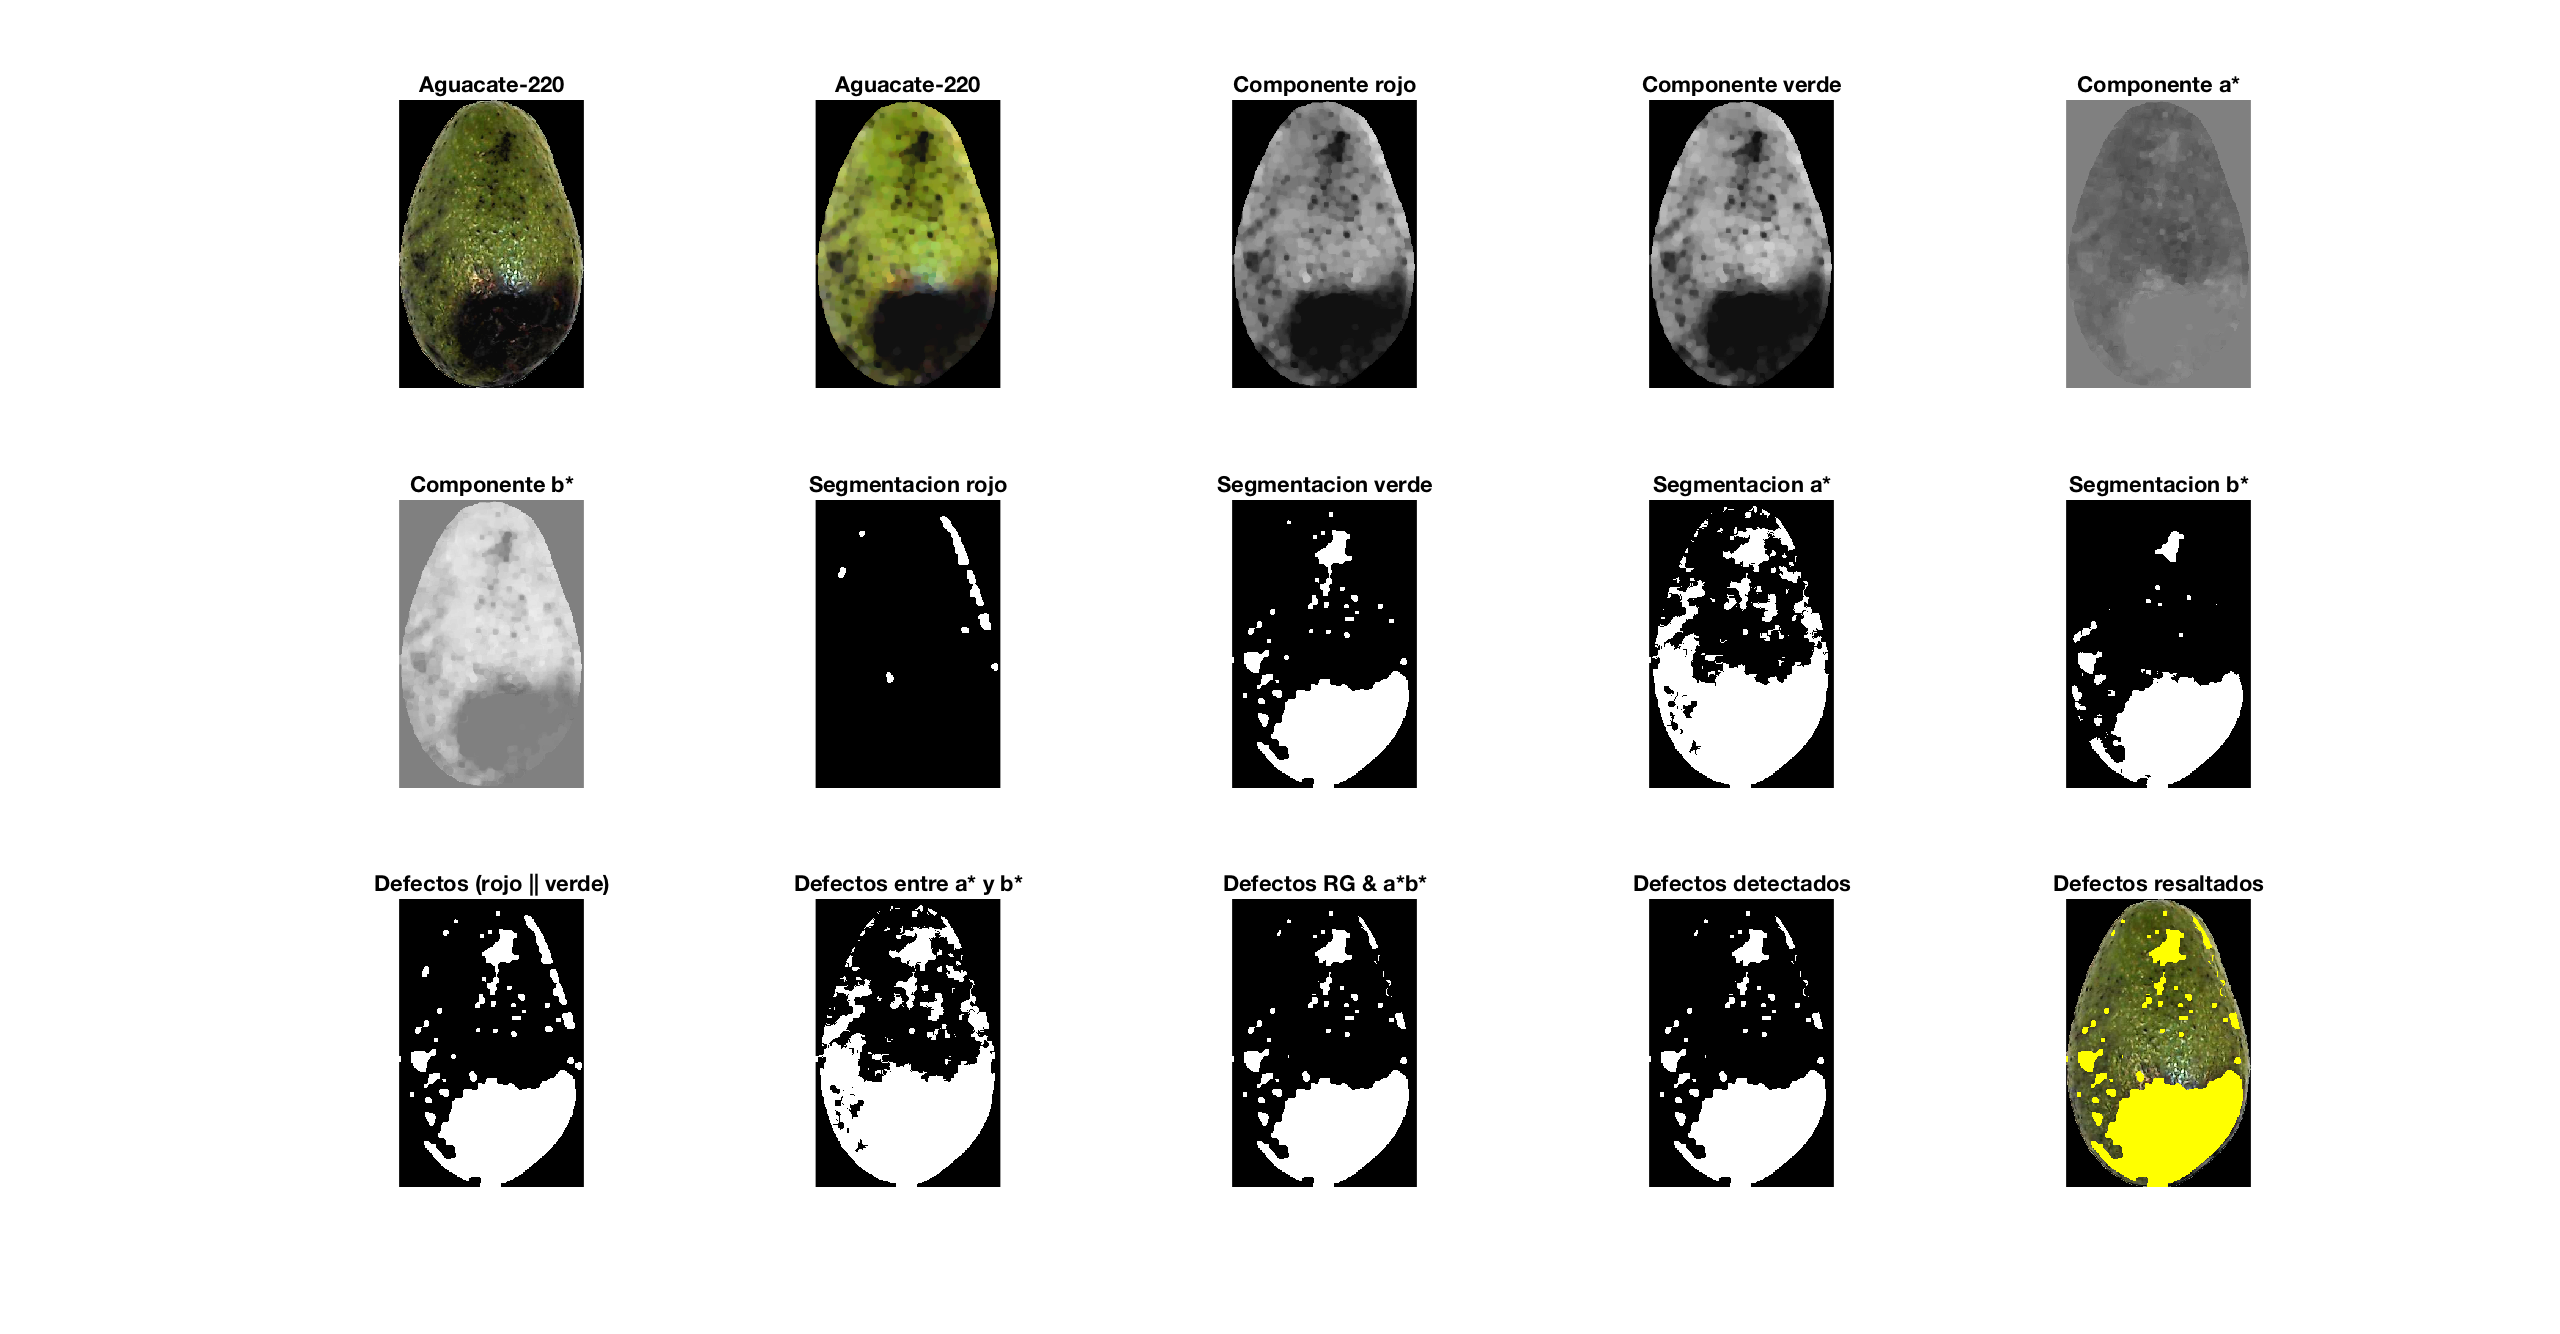 Aguacate-220
Aguacate-220
Componente rojo
Componente verde
Componente a*
Componente b*
Segmentacion rojo
Segmentacion verde
Segmentacion a*
Segmentacion b*
Defectos (rojo || verde)
Defectos entre a* y b*
Defectos RG & a*b*
Defectos detectados
Defectos resaltados